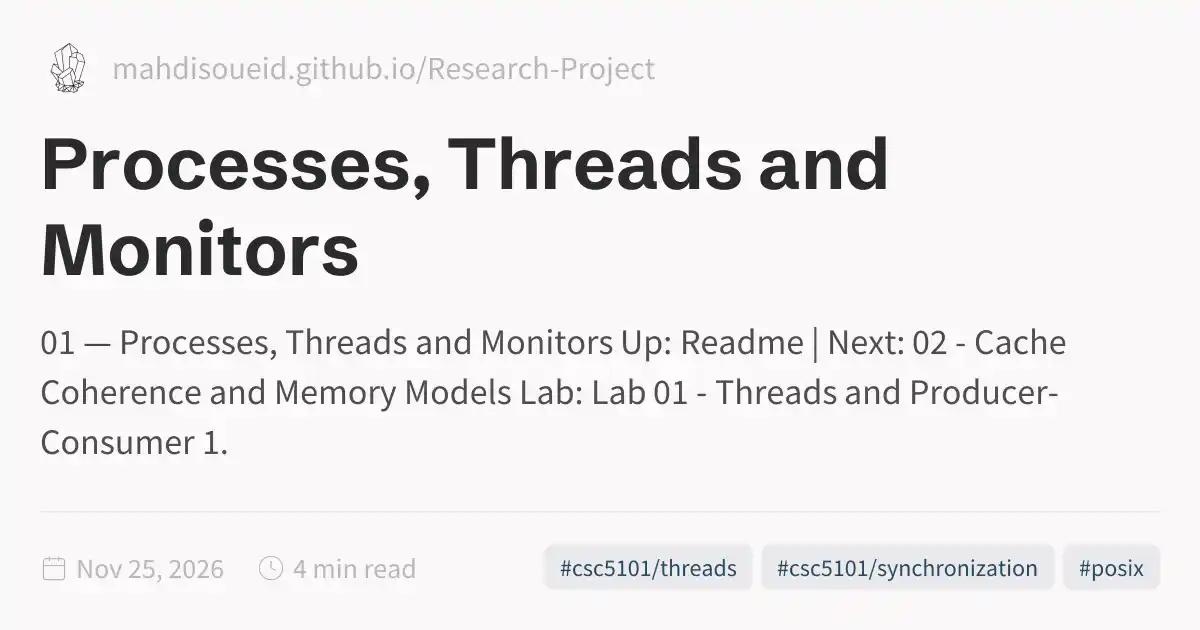 mahdisoueid.github.io/Research-Project
Processes, Threads and
Monitors
01 — Processes, Threads and Monitors Up: Readme | Next: 02 - Cache
Coherence and Memory Models Lab: Lab 01 - Threads and Producer-
Consumer 1.
Nov 25, 2026 4 min read #csc5101/threads #csc5101/synchronization #posix